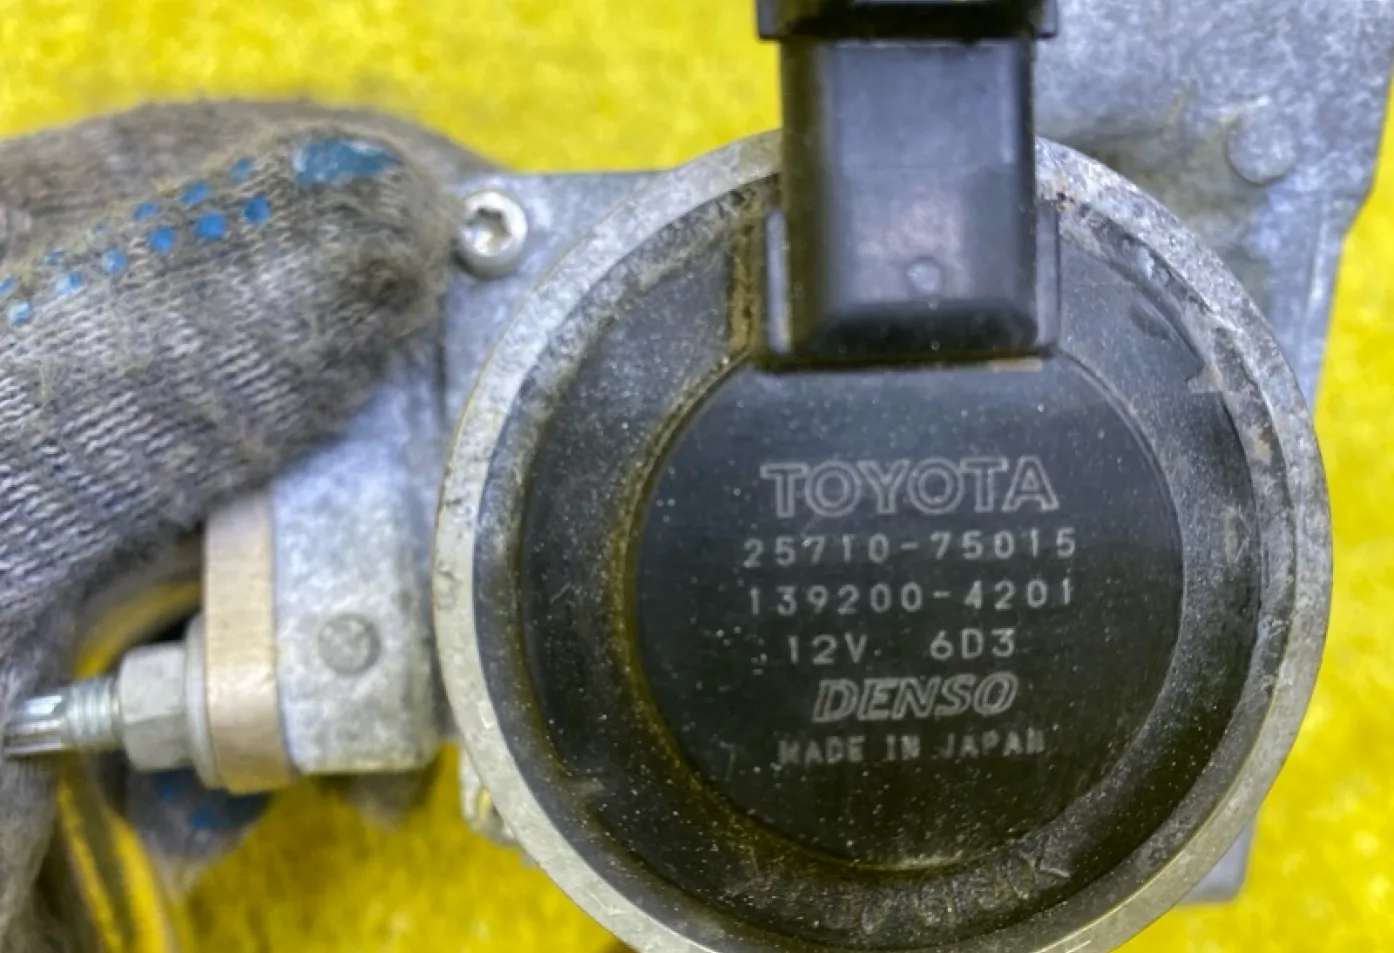 TOYOTA
25710-75015
139200-4201
12V 6D3
DENSO
MADE IN JAPAN